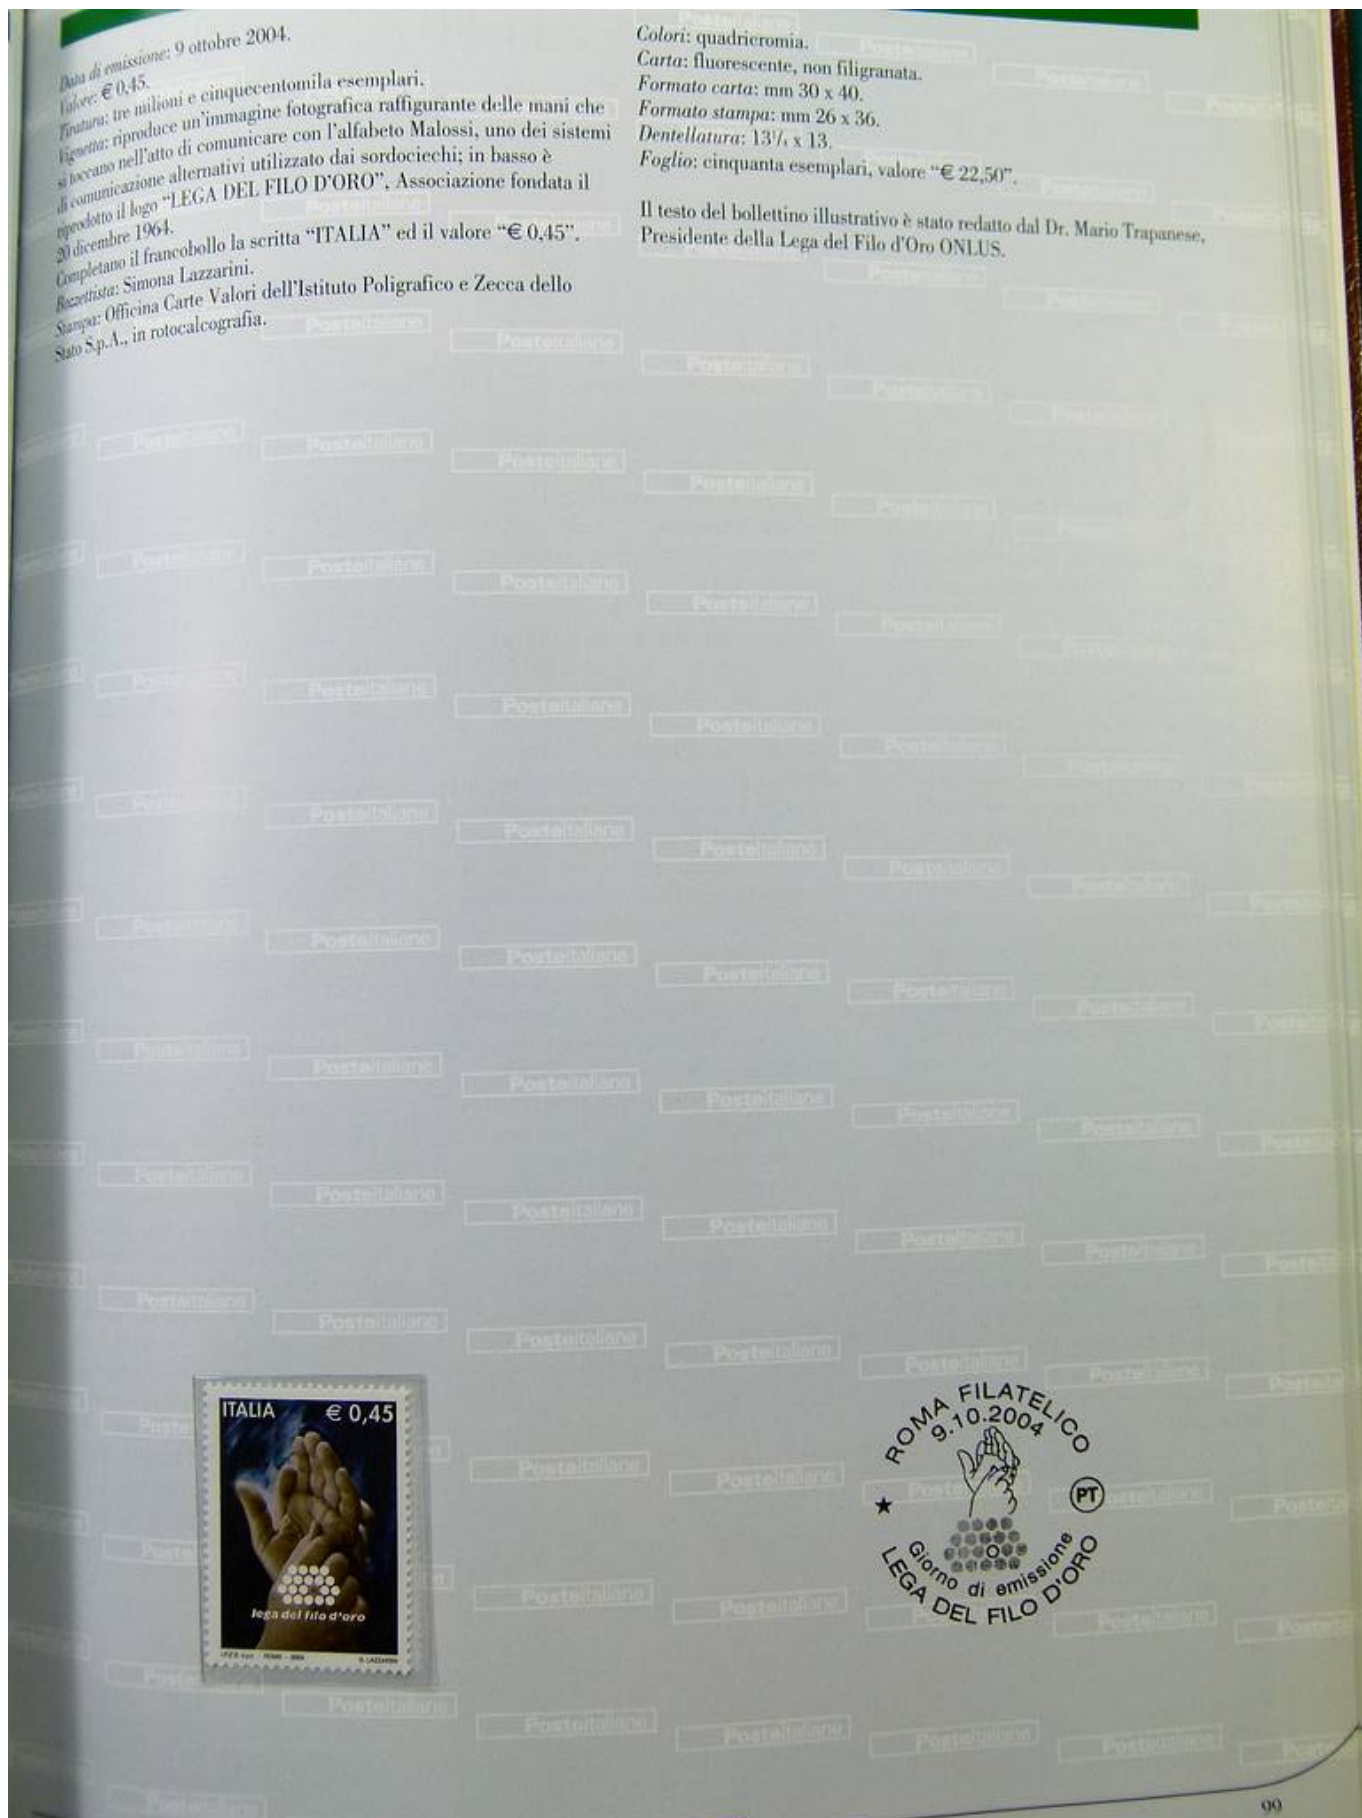 Data di emissione: 9 ottobre 2004.
Valore: € 0,45.
Tiratura: tre milioni e cinquecentomila esemplari.
Vignetta: riproduce un'immagine fotografica raffigurante delle mani che
si toccano nell'atto di comunicare con l'alfabeto Malossi, uno dei sistemi
di comunicazione alternativi utilizzato dai sordociechi; in basso è
riprodotto il logo “LEGA DEL FILO D'ORO”, Associazione fondata il
20 dicembre 1964.
Completano il francobollo la scritta “ITALIA” ed il valore “€ 0,45”.
Bozzettista: Simona Lazzarini.
Stampa: Officina Carte Valori dell'Istituto Poligrafico e Zecca dello
Stato S.p.A., in rotocalcografia.
Colori: quadricromia.
Carta: fluorescente, non filigranata.
Formato carta: mm 30 x 40.
Formato stampa: mm 26 x 36.
Dentellatura: 13¹/₄ x 13.
Foglio: cinquanta esemplari, valore “€ 22,50”.
Il testo del bollettino illustrativo è stato redatto dal Dr. Mario Trapanese,
Presidente della Lega del Filo d'Oro ONLUS.
Posteitaliane
ITALIA € 0,45
lega del filo d'oro
I.P.Z.S. S.p.A. - ROMA - 2004 S. LAZZARINI
ROMA FILATELICO
9.10.2004
PT
Giorno di emissione
LEGA DEL FILO D'ORO
99